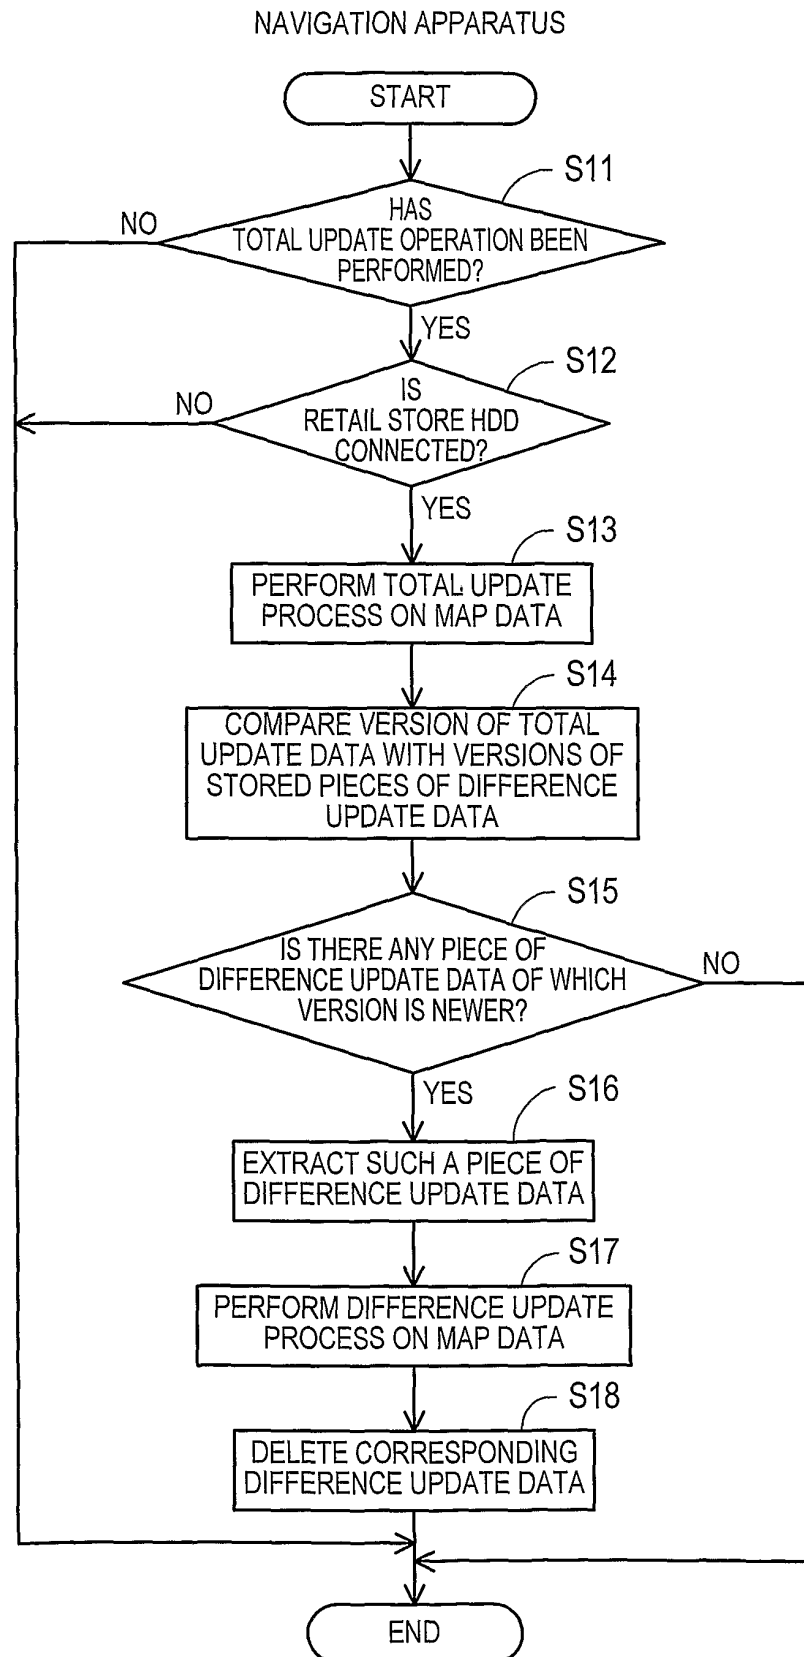 NAVIGATION APPARATUS
START
S11
HAS
TOTAL UPDATE OPERATION BEEN
PERFORMED?
NO
YES
S12
IS
RETAIL STORE HDD
CONNECTED?
NO
YES
S13
PERFORM TOTAL UPDATE
PROCESS ON MAP DATA
S14
COMPARE VERSION OF TOTAL
UPDATE DATA WITH VERSIONS OF
STORED PIECES OF DIFFERENCE
UPDATE DATA
S15
IS THERE ANY PIECE OF
DIFFERENCE UPDATE DATA OF WHICH
VERSION IS NEWER?
NO
YES
S16
EXTRACT SUCH A PIECE OF
DIFFERENCE UPDATE DATA
S17
PERFORM DIFFERENCE UPDATE
PROCESS ON MAP DATA
S18
DELETE CORRESPONDING
DIFFERENCE UPDATE DATA
END